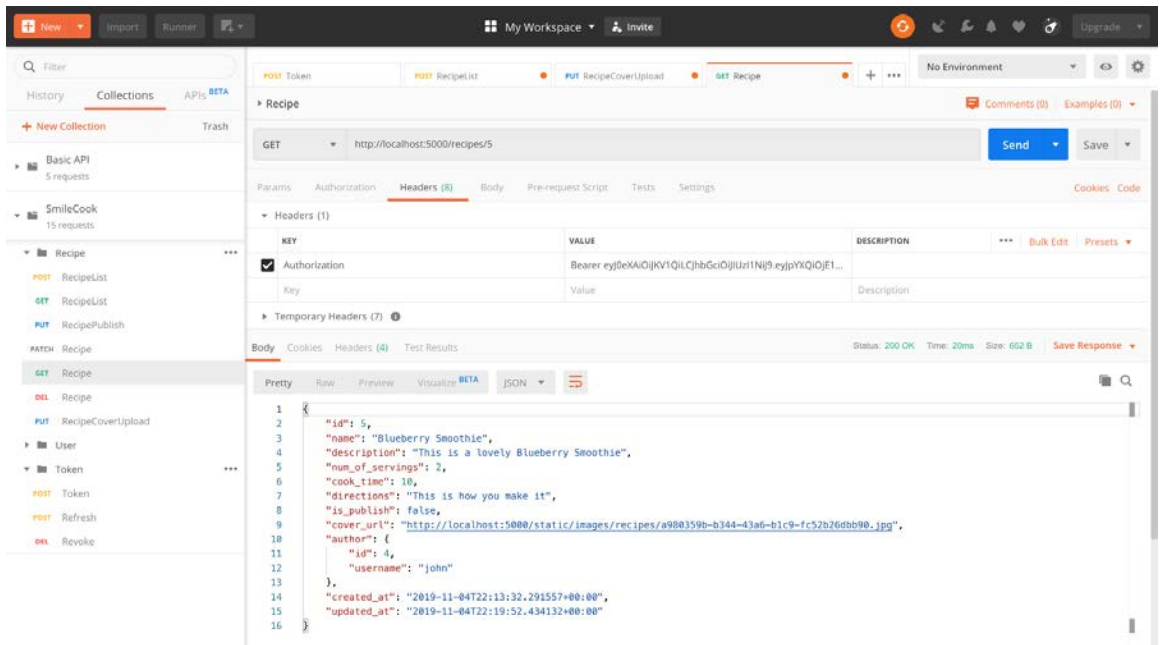 New Import Runner My Workspace Invite Upgrade
Filter
History Collections APIs BETA
+ New Collection Trash
Basic API
5 requests
SmileCook
15 requests
Recipe
POST RecipeList
GET RecipeList
PUT RecipePublish
PATCH Recipe
GET Recipe
DEL Recipe
PUT RecipeCoverUpload
User
Token
POST Token
POST Refresh
DEL Revoke
POST Token POST RecipeList PUT RecipeCoverUpload GET Recipe + ••• No Environment
Recipe Comments (0) Examples (0)
GET http://localhost:5000/recipes/5 Send Save
Params Authorization Headers (8) Body Pre-request Script Tests Settings Cookies Code
Headers (1)
KEY VALUE DESCRIPTION ••• Bulk Edit Presets
Authorization Bearer eyJ0eXAiOiJKV1QiLCJhbGciOiJIUzI1NiJ9.eyJpYXQiOjE1...
Key Value Description
Temporary Headers (7)
Body Cookies Headers (4) Test Results Status: 200 OK Time: 20ms Size: 652 B Save Response
Pretty Raw Preview Visualize BETA JSON
1 {
2 "id": 5,
3 "name": "Blueberry Smoothie",
4 "description": "This is a lovely Blueberry Smoothie",
5 "num_of_servings": 2,
6 "cook_time": 10,
7 "directions": "This is how you make it",
8 "is_publish": false,
9 "cover_url": "http://localhost:5000/static/images/recipes/a980359b-b344-43a6-b1c9-fc52b26dbb90.jpg",
10 "author": {
11 "id": 4,
12 "username": "john"
13 },
14 "created_at": "2019-11-04T22:13:32.291557+00:00",
15 "updated_at": "2019-11-04T22:19:52.434132+00:00"
16 }